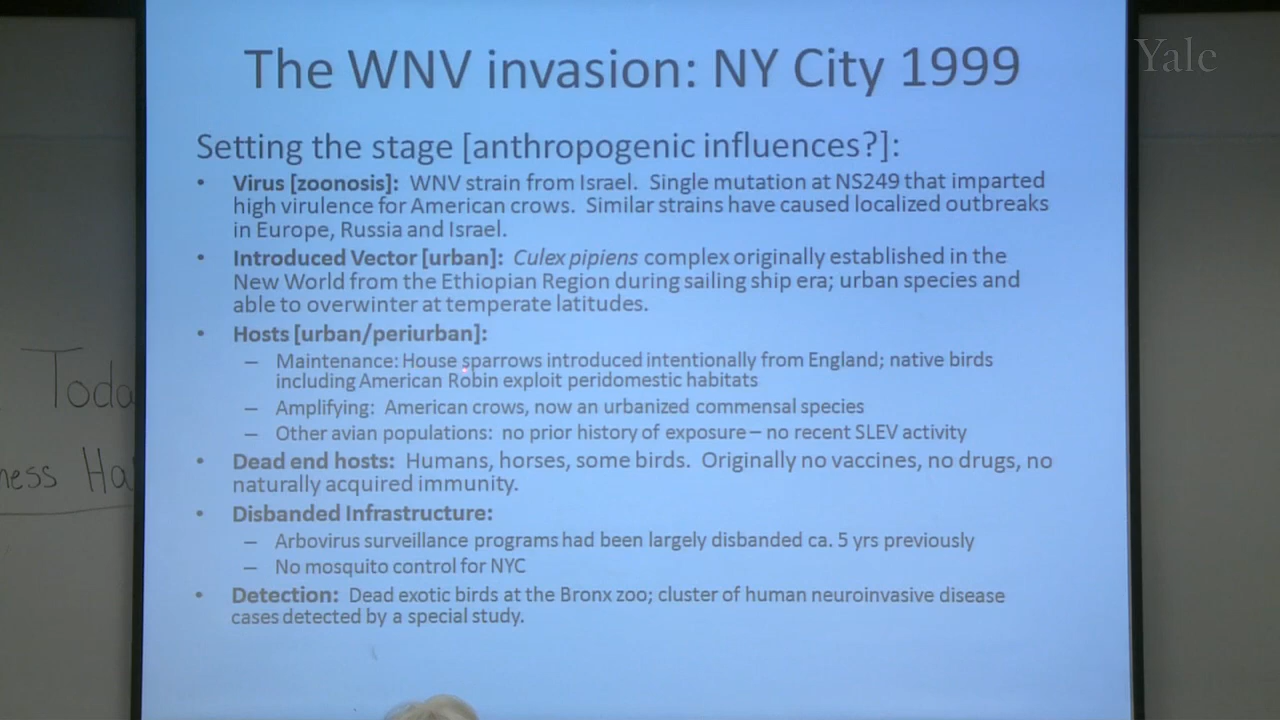 The WNV invasion: NY City 1999
Yale
Setting the stage [anthropogenic influences?]:
• Virus [zoonosis]: WNV strain from Israel. Single mutation at NS249 that imparted
high virulence for American crows. Similar strains have caused localized outbreaks
in Europe, Russia and Israel.
• Introduced Vector [urban]: Culex pipiens complex originally established in the
New World from the Ethiopian Region during sailing ship era; urban species and
able to overwinter at temperate latitudes.
• Hosts [urban/periurban]:
– Maintenance: House sparrows introduced intentionally from England; native birds
including American Robin exploit peridomestic habitats
– Amplifying: American crows, now an urbanized commensal species
– Other avian populations: no prior history of exposure – no recent SLEV activity
• Dead end hosts: Humans, horses, some birds. Originally no vaccines, no drugs, no
naturally acquired immunity.
• Disbanded Infrastructure:
– Arbovirus surveillance programs had been largely disbanded ca. 5 yrs previously
– No mosquito control for NYC
• Detection: Dead exotic birds at the Bronx zoo; cluster of human neuroinvasive disease
cases detected by a special study.
Toda
ness Ha